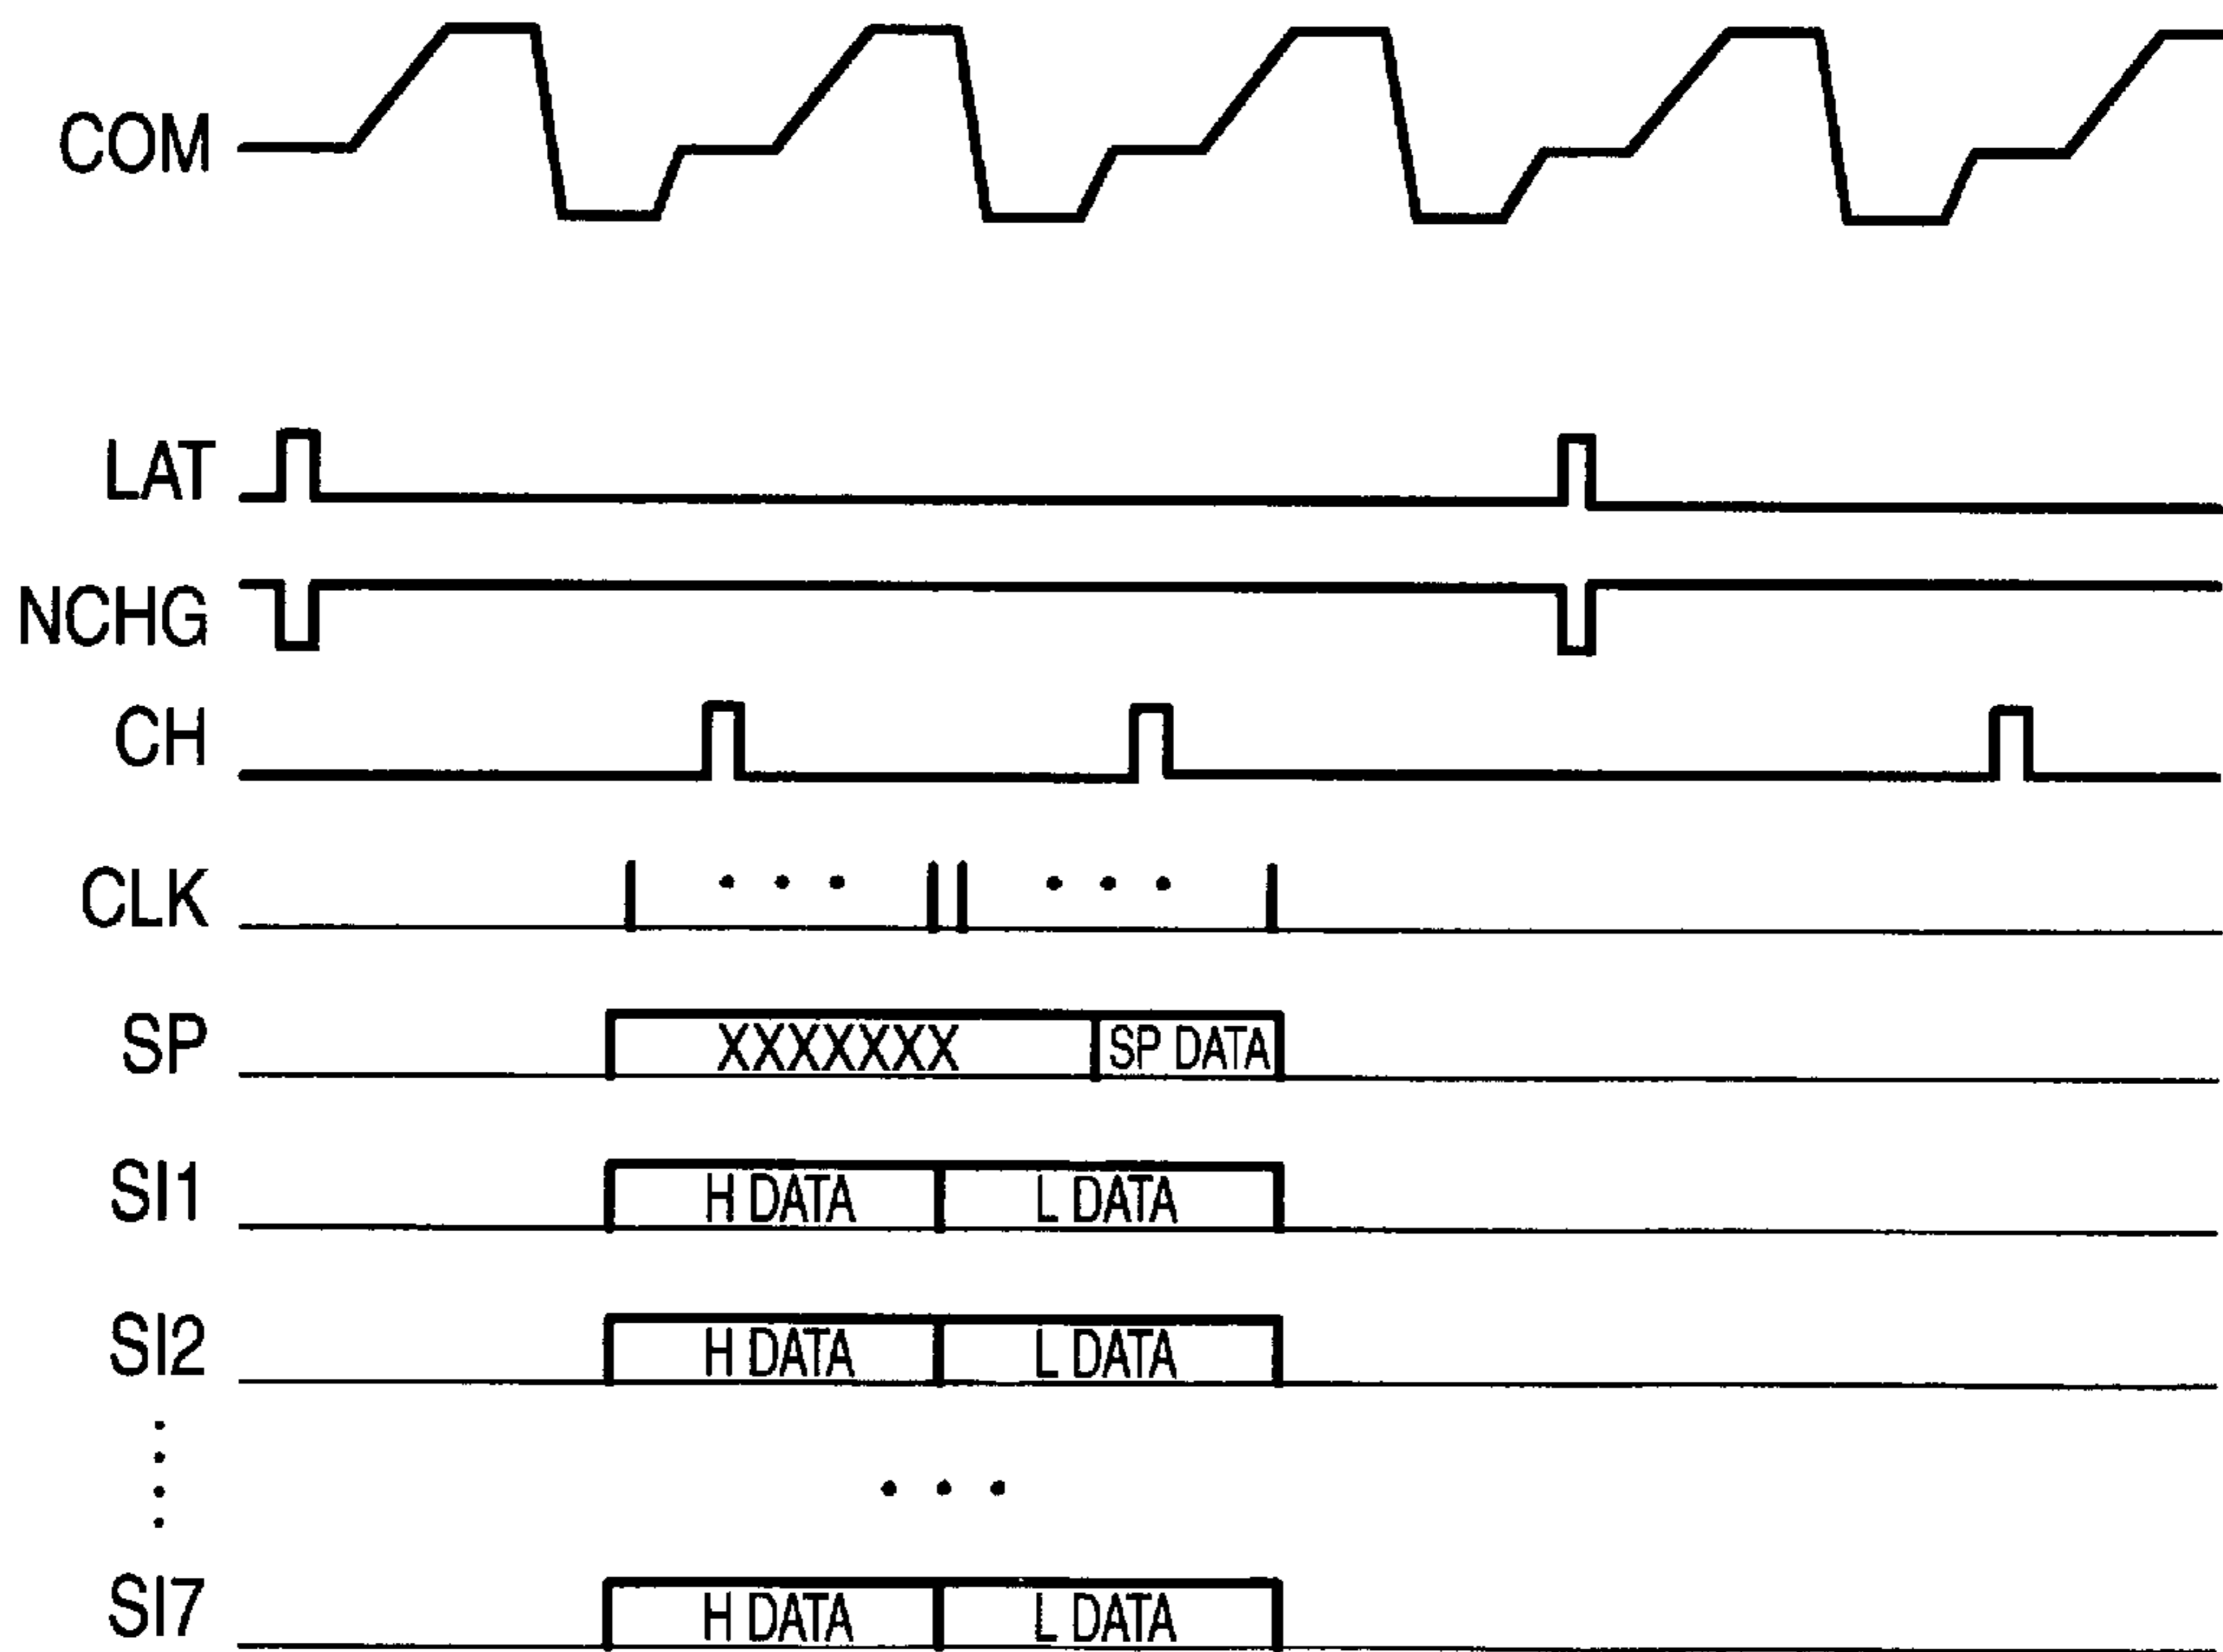 COM
LAT
NCHG
CH
CLK
SP XXXXXXX SP DATA
SI1 H DATA L DATA
SI2 H DATA L DATA
SI7 H DATA L DATA